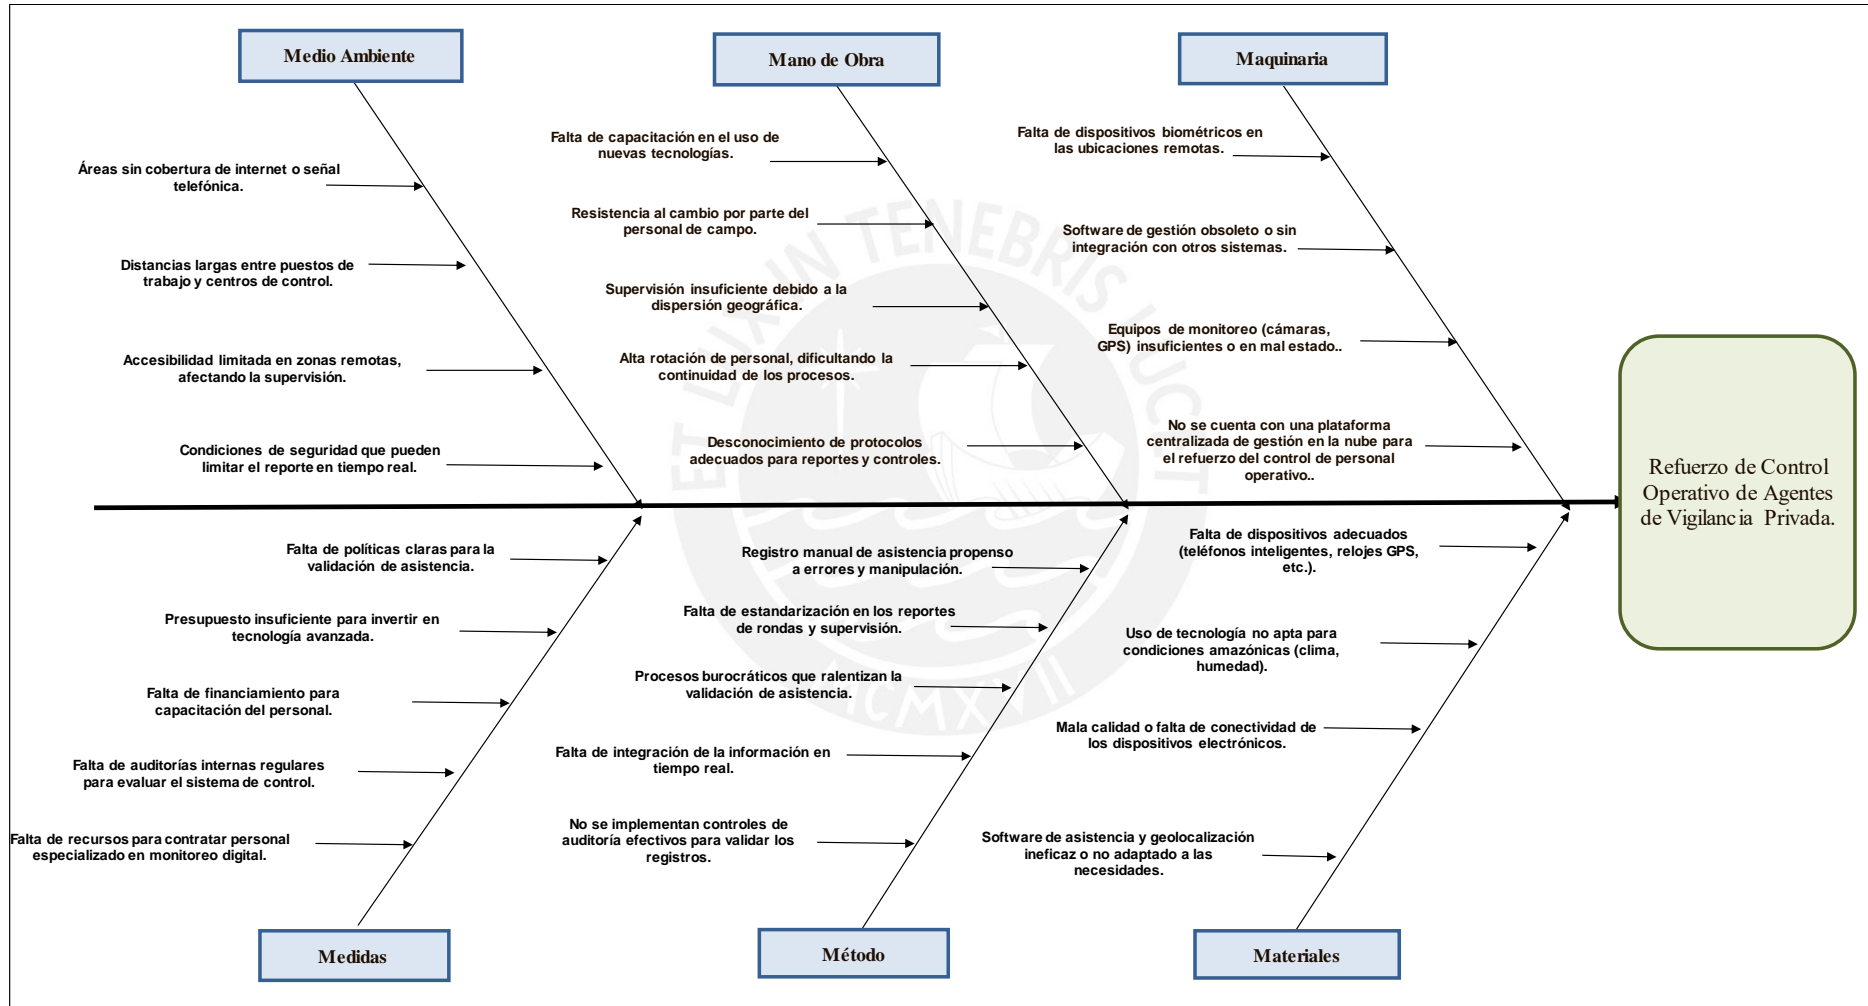 Medio Ambiente
Áreas sin cobertura de internet o señal
telefónica.
Distancias largas entre puestos de
trabajo y centros de control.
Accesibilidad limitada en zonas remotas,
afectando la supervisión.
Condiciones de seguridad que pueden
limitar el reporte en tiempo real.
Mano de Obra
Falta de capacitación en el uso de
nuevas tecnologías.
Resistencia al cambio por parte del
personal de campo.
Supervisión insuficiente debido a la
dispersión geográfica.
Alta rotación de personal, dificultando la
continuidad de los procesos.
Desconocimiento de protocolos
adecuados para reportes y controles.
Maquinaria
Falta de dispositivos biométricos en
las ubicaciones remotas.
Software de gestión obsoleto o sin
integración con otros sistemas.
Equipos de monitoreo (cámaras,
GPS) insuficientes o en mal estado..
No se cuenta con una plataforma
centralizada de gestión en la nube para
el refuerzo del control de personal
operativo..
Refuerzo de Control
Operativo de Agentes
de Vigilancia Privada.
Falta de políticas claras para la
validación de asistencia.
Presupuesto insuficiente para invertir en
tecnología avanzada.
Falta de financiamiento para
capacitación del personal.
Falta de auditorías internas regulares
para evaluar el sistema de control.
Falta de recursos para contratar personal
especializado en monitoreo digital.
Medidas
Registro manual de asistencia propenso
a errores y manipulación.
Falta de estandarización en los reportes
de rondas y supervisión.
Procesos burocráticos que ralentizan la
validación de asistencia.
Falta de integración de la información en
tiempo real.
No se implementan controles de
auditoría efectivos para validar los
registros.
Método
Falta de dispositivos adecuados
(teléfonos inteligentes, relojes GPS,
etc.).
Uso de tecnología no apta para
condiciones amazónicas (clima,
humedad).
Mala calidad o falta de conectividad de
los dispositivos electrónicos.
Software de asistencia y geolocalización
ineficaz o no adaptado a las
necesidades.
Materiales
ET LUX IN TENEBRIS LUCET
MCMXVII